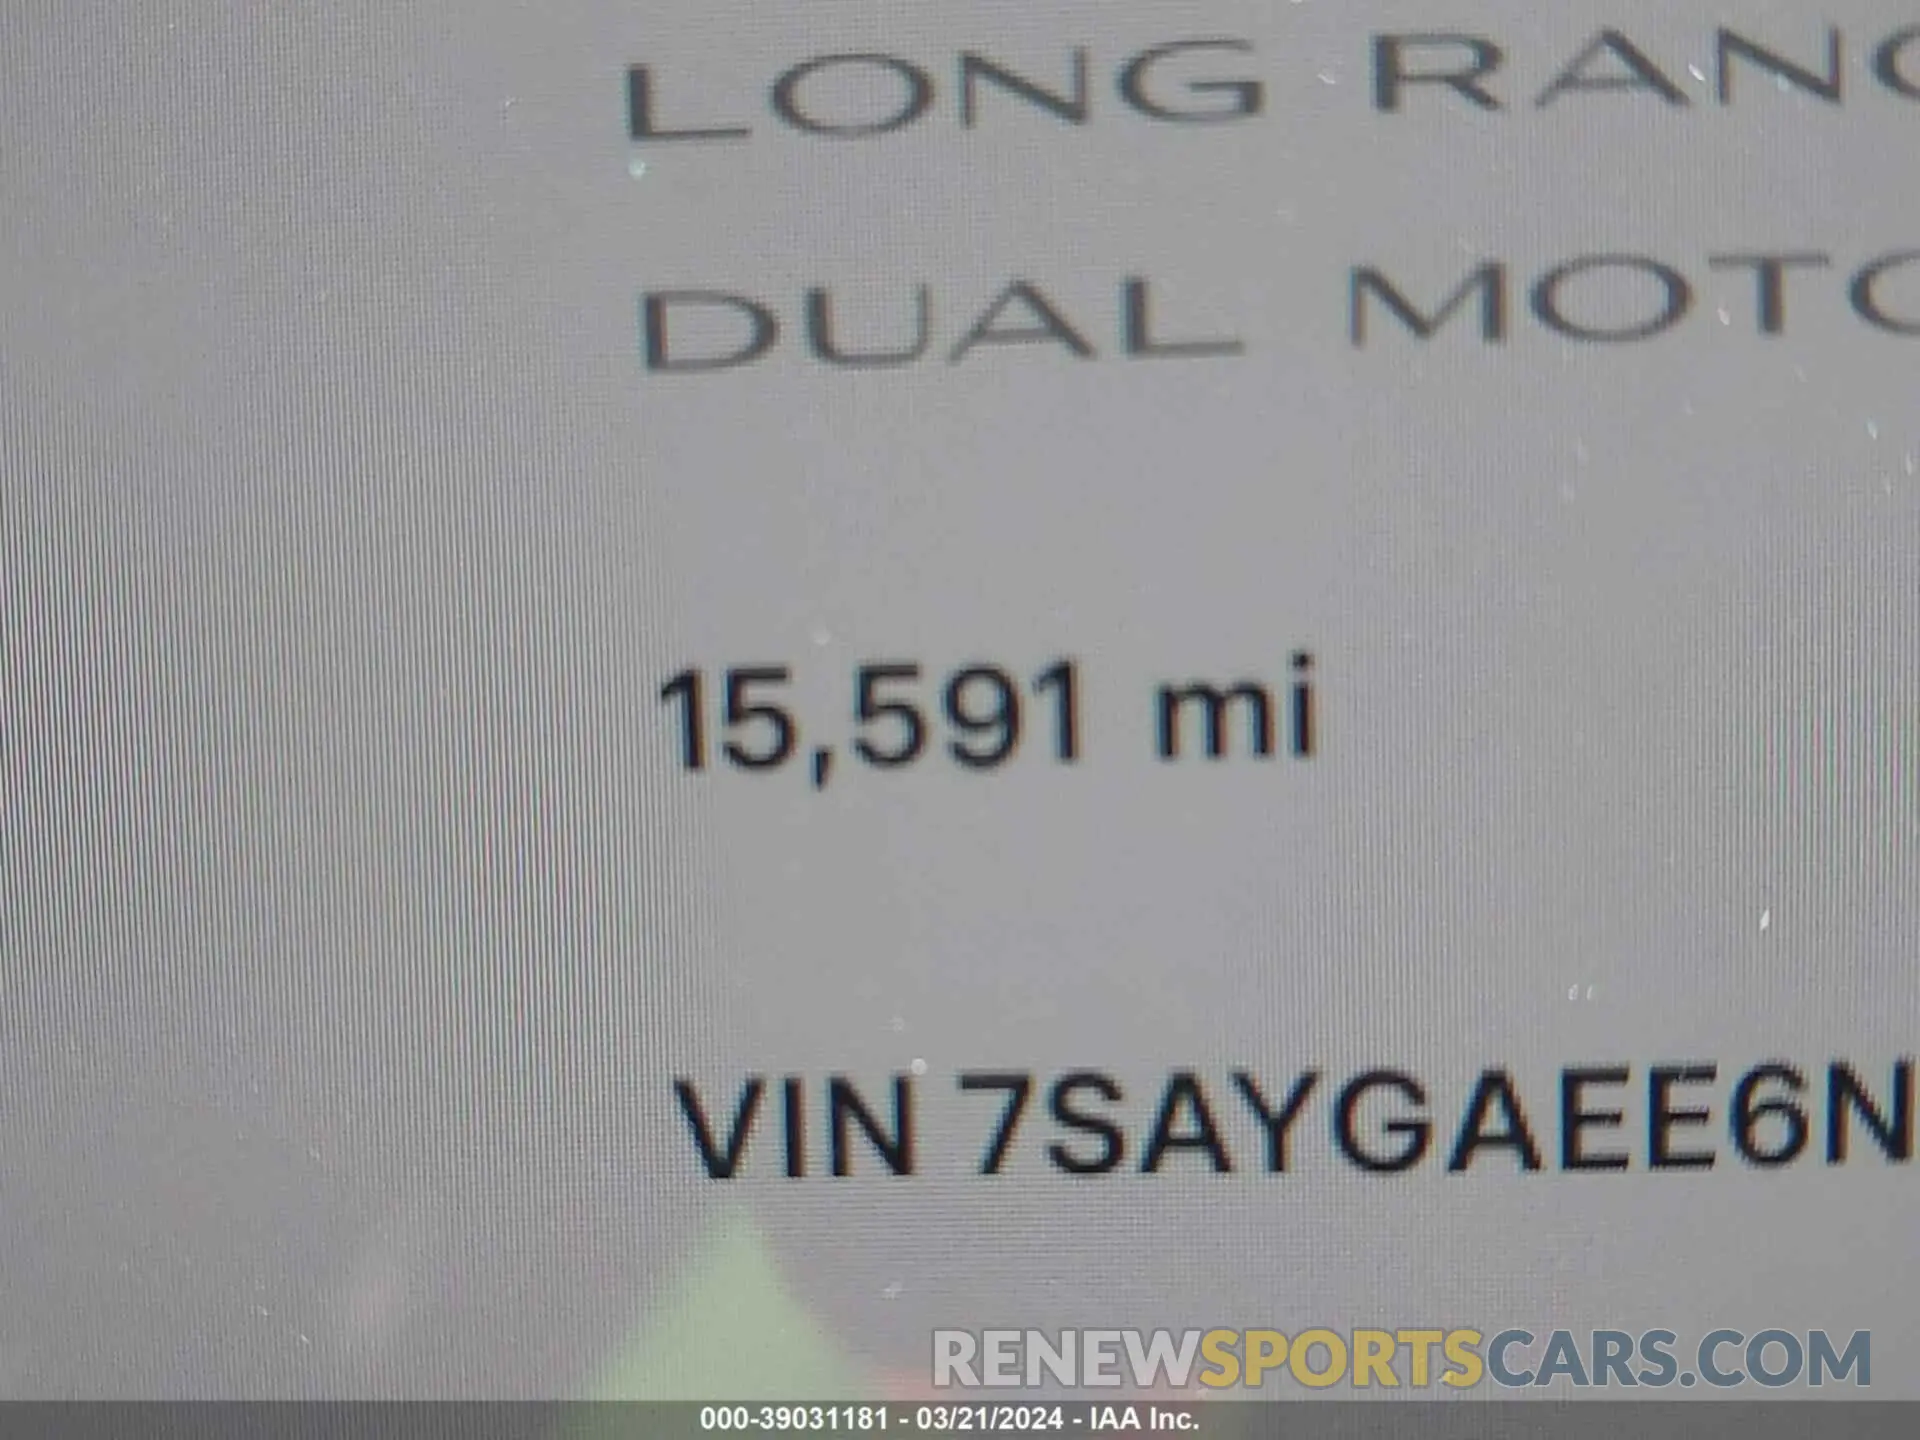 LONG RANG
DUAL MOTO
15,591 mi
VIN 7SAYGAEE6N
RENEWSPORTSCARS.COM
000-39031181 - 03/21/2024 - IAA Inc.